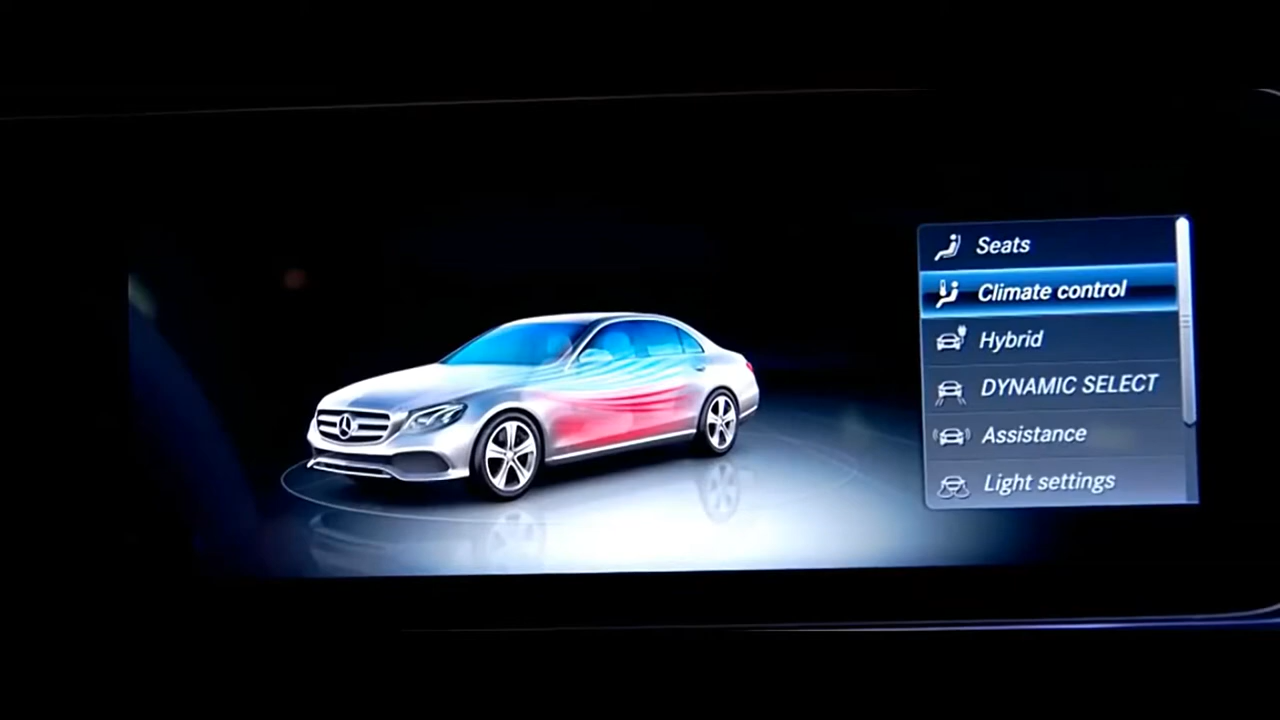 Seats
Climate control
Hybrid
DYNAMIC SELECT
Assistance
Light settings